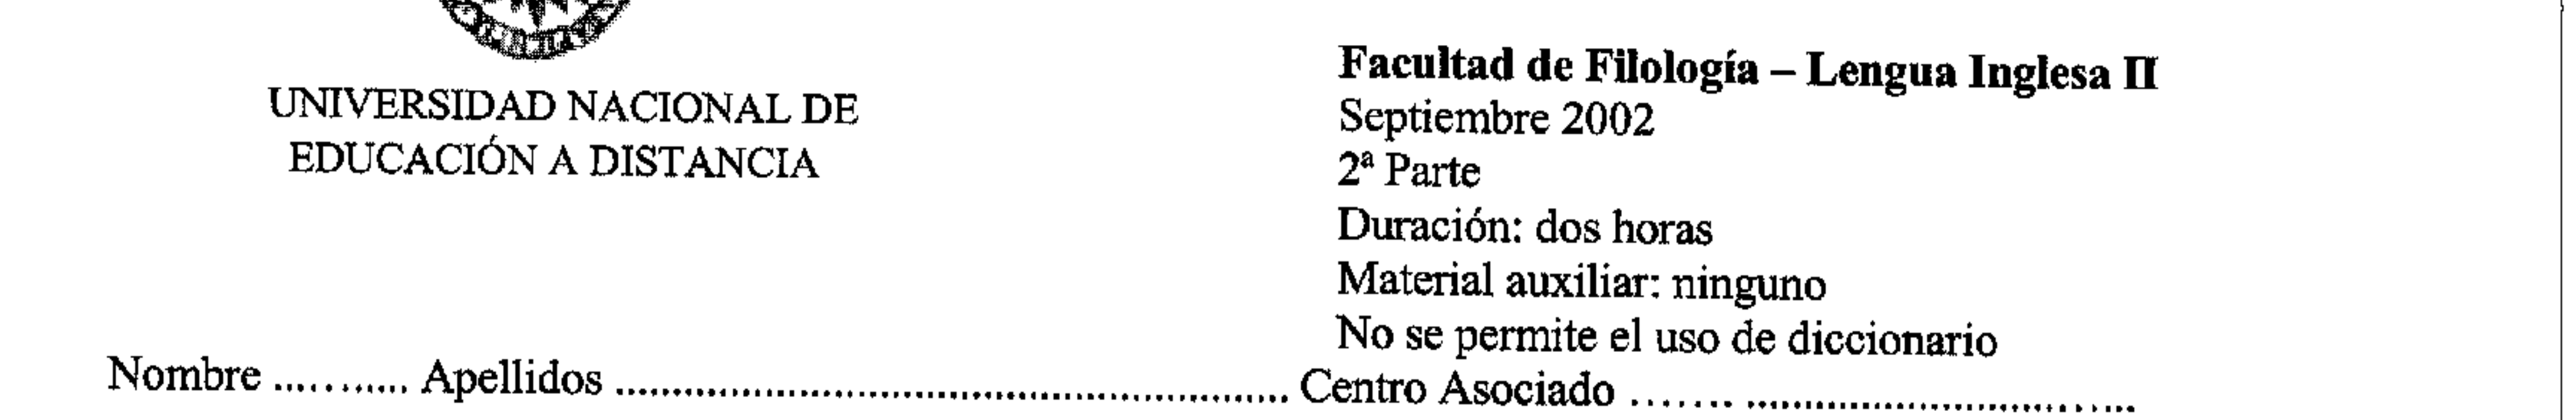 UNIVERSIDAD NACIONAL DE
EDUCACIÓN A DISTANCIA
Facultad de Filología – Lengua Inglesa II
Septiembre 2002
2ª Parte
Duración: dos horas
Material auxiliar: ninguno
No se permite el uso de diccionario
Nombre ........... Apellidos ............................................................ Centro Asociado ....... ...................................